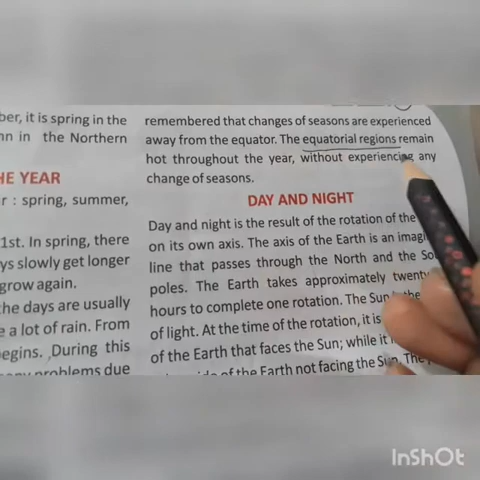 ber, it is spring in the
in the Northern
HE YEAR
r : spring, summer,
1st. In spring, there
ys slowly get longer
grow again.
the days are usually
e a lot of rain. From
egins. During this
problems due
remembered that changes of seasons are experienced
away from the equator. The equatorial regions remain
hot throughout the year, without experiencing any
change of seasons.
DAY AND NIGHT
Day and night is the result of the rotation of the
on its own axis. The axis of the Earth is an imagi
line that passes through the North and the Sou
poles. The Earth takes approximately twenty
hours to complete one rotation. The Sun the
of light. At the time of the rotation, it is
of the Earth that faces the Sun; while it
of the Earth not facing the Sun. The
InShOt